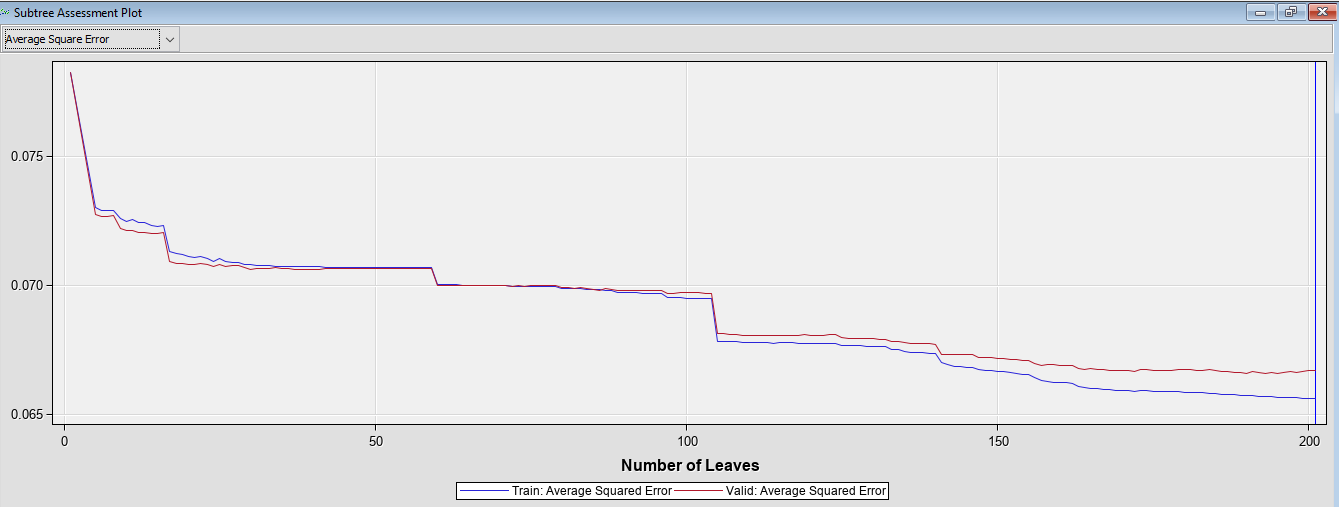 Subtree Assessment Plot
Average Square Error
0.075
0.070
0.065
0 50 100 150 200
Number of Leaves
Train: Average Squared Error Valid: Average Squared Error